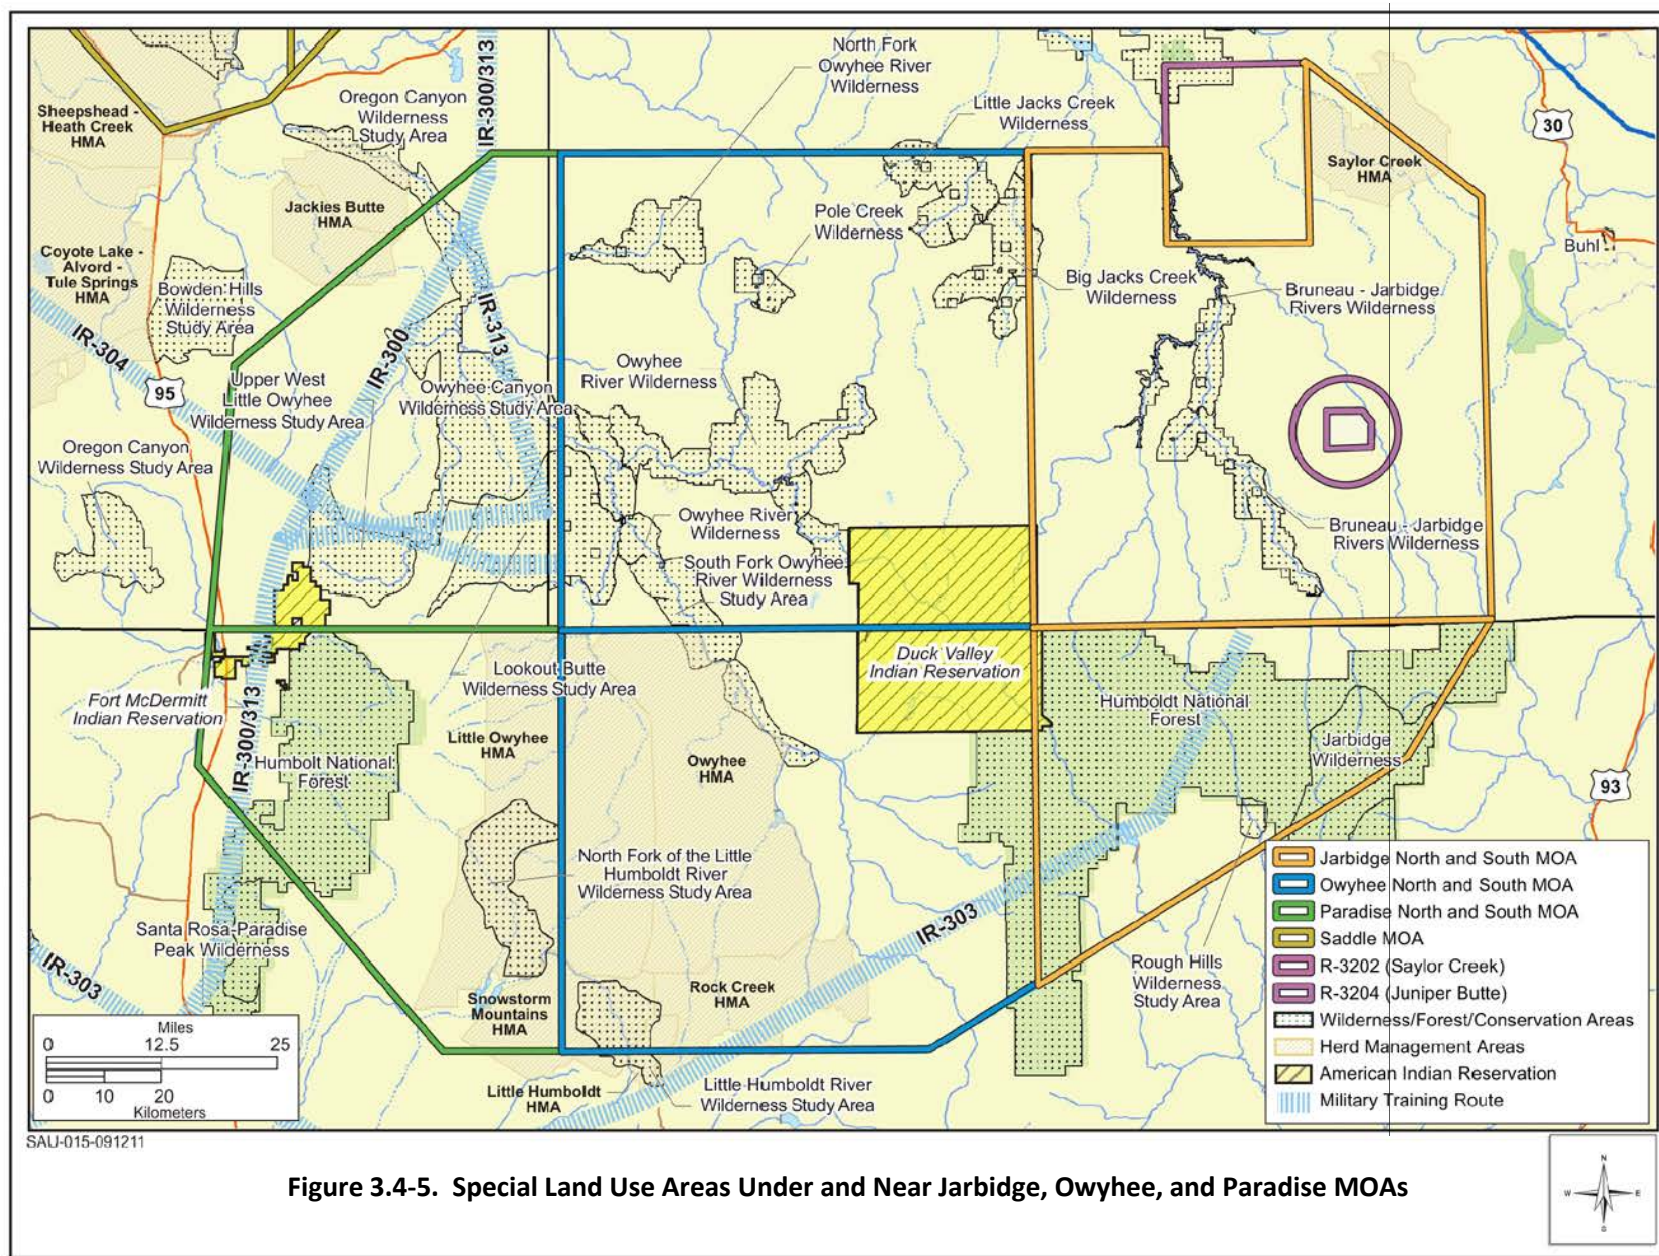 North Fork
Owyhee River
Wilderness
IR-300/313
Oregon Canyon
Wilderness
Study Area
Sheepshead -
Heath Creek
HMA
Little Jacks Creek
Wilderness
30
Saylor Creek
HMA
Jackies Butte
HMA
Pole Creek
Wilderness
Coyote Lake -
Alvord -
Tule Springs
HMA
Buhl
Bowden Hills
Wilderness
Study Area
Big Jacks Creek
Wilderness
Bruneau - Jarbidge
Rivers Wilderness
IR-304
IR-300
IR-313
95
Upper West
Little Owyhee
Wilderness Study Area
Owyhee Canyon
Wilderness Study Area
Owyhee
River Wilderness
Oregon Canyon
Wilderness Study Area
Owyhee River
Wilderness
Bruneau - Jarbidge
Rivers Wilderness
South Fork Owyhee
River Wilderness
Study Area
Duck Valley
Indian Reservation
Lookout Butte
Wilderness Study Area
Fort McDermitt
Indian Reservation
IR-300/313
Humboldt National
Forest
Little Owyhee
HMA
Owyhee
HMA
Jarbidge
Wilderness
Humbolt National
Forest
93
North Fork of the Little
Humboldt River
Wilderness Study Area
Santa Rosa-Paradise
Peak Wilderness
IR-303
IR-303
Rough Hills
Wilderness
Study Area
Snowstorm
Mountains
HMA
Rock Creek
HMA
Little Humboldt
HMA
Little Humboldt River
Wilderness Study Area
Miles
0 12.5 25
0 10 20
Kilometers
Jarbidge North and South MOA
Owyhee North and South MOA
Paradise North and South MOA
Saddle MOA
R-3202 (Saylor Creek)
R-3204 (Juniper Butte)
Wilderness/Forest/Conservation Areas
Herd Management Areas
American Indian Reservation
Military Training Route
SAU-015-091211
Figure 3.4-5. Special Land Use Areas Under and Near Jarbidge, Owyhee, and Paradise MOAs
N
W E
S